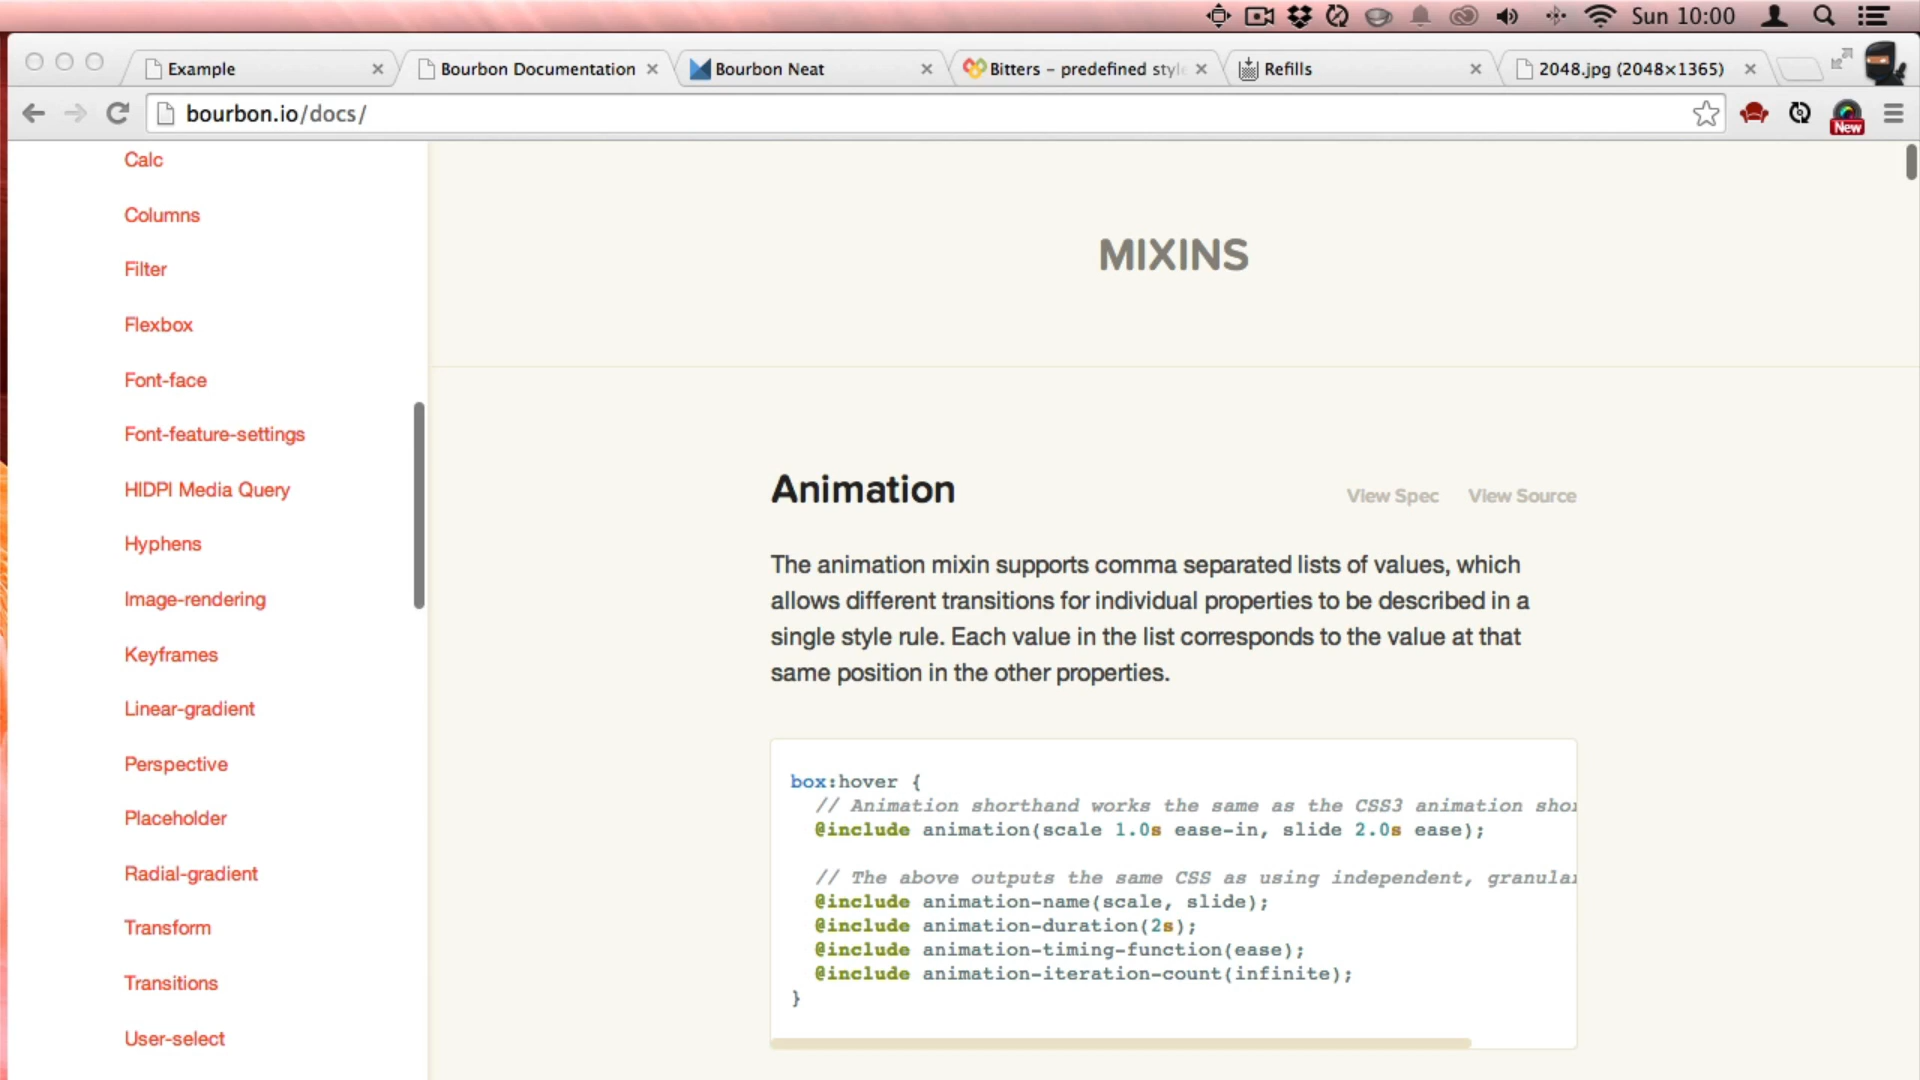 Sun 10:00
Example
Bourbon Documentation
Bourbon Neat
Bitters – predefined styl
Refills
2048.jpg (2048×1365)
bourbon.io/docs/
New
Calc
Columns
Filter
Flexbox
Font-face
Font-feature-settings
HIDPI Media Query
Hyphens
Image-rendering
Keyframes
Linear-gradient
Perspective
Placeholder
Radial-gradient
Transform
Transitions
User-select
MIXINS
Animation
View Spec
View Source
The animation mixin supports comma separated lists of values, which
allows different transitions for individual properties to be described in a
single style rule. Each value in the list corresponds to the value at that
same position in the other properties.
box:hover {
// Animation shorthand works the same as the CSS3 animation sho
@include animation(scale 1.0s ease-in, slide 2.0s ease);
// The above outputs the same CSS as using independent, granula
@include animation-name(scale, slide);
@include animation-duration(2s);
@include animation-timing-function(ease);
@include animation-iteration-count(infinite);
}